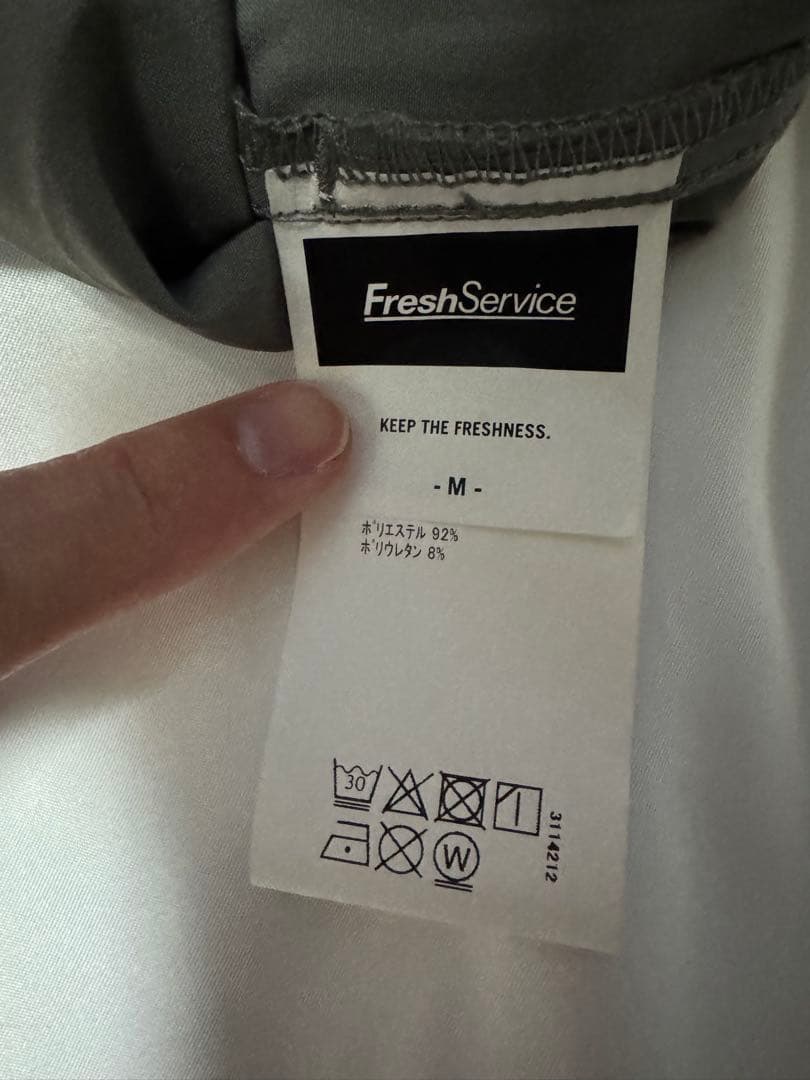 FreshService
KEEP THE FRESHNESS.
- M -
ﾎﾟﾘｴｽﾃﾙ 92%
ﾎﾟﾘｳﾚﾀﾝ 8%
30
W
3114212